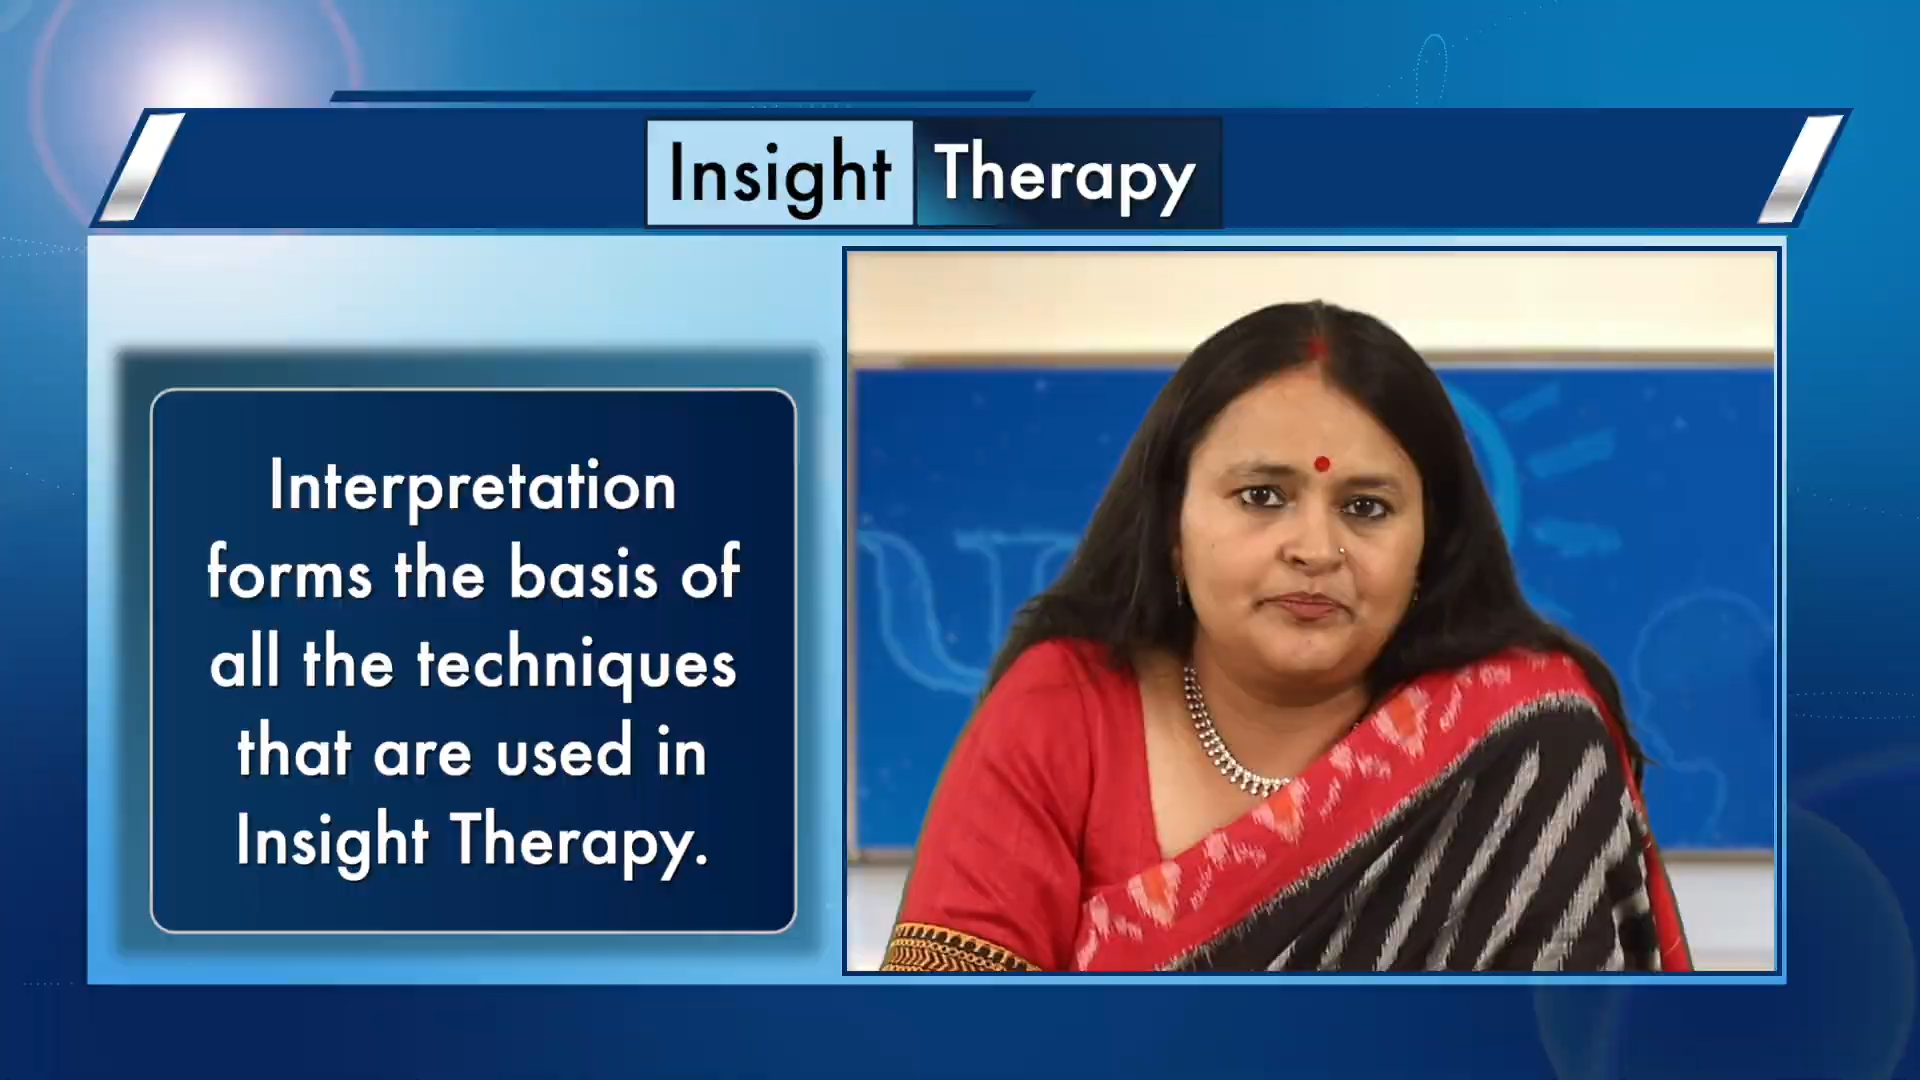 Insight Therapy
Interpretation
forms the basis of
all the techniques
that are used in
Insight Therapy.